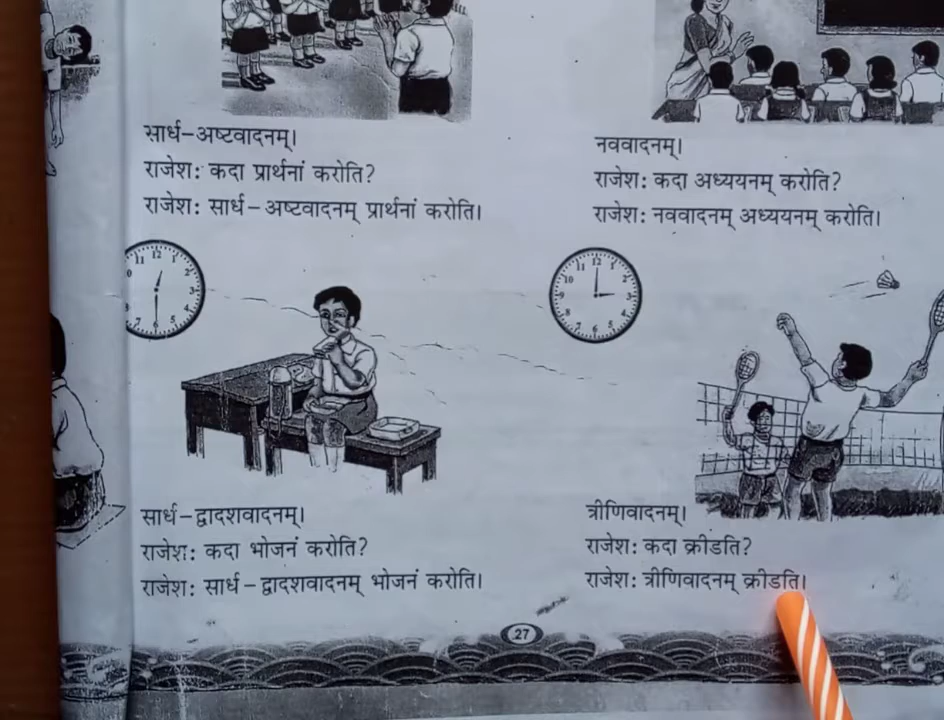 सार्ध-अष्टवादनम्।
राजेशः कदा प्रार्थनां करोति?
राजेशः सार्ध-अष्टवादनम् प्रार्थनां करोति।
नववादनम्।
राजेशः कदा अध्ययनम् करोति?
राजेशः नववादनम् अध्ययनम् करोति।
सार्ध-द्वादशवादनम्।
राजेशः कदा भोजनं करोति?
राजेशः सार्ध-द्वादशवादनम् भोजनं करोति।
त्रीणिवादनम्।
राजेशः कदा क्रीडति?
राजेशः त्रीणिवादनम् क्रीडति।
27